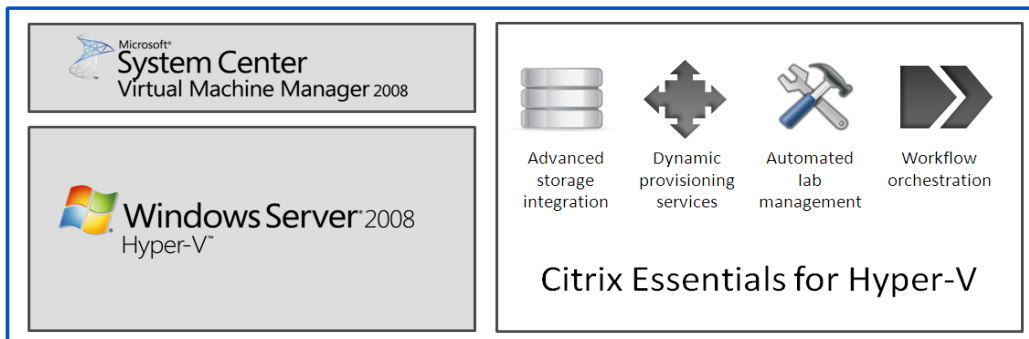 Microsoft®
System Center
Virtual Machine Manager 2008
Windows Server® 2008
Hyper-V™
Advanced
storage
integration
Dynamic
provisioning
services
Automated
lab
management
Workflow
orchestration
Citrix Essentials for Hyper-V